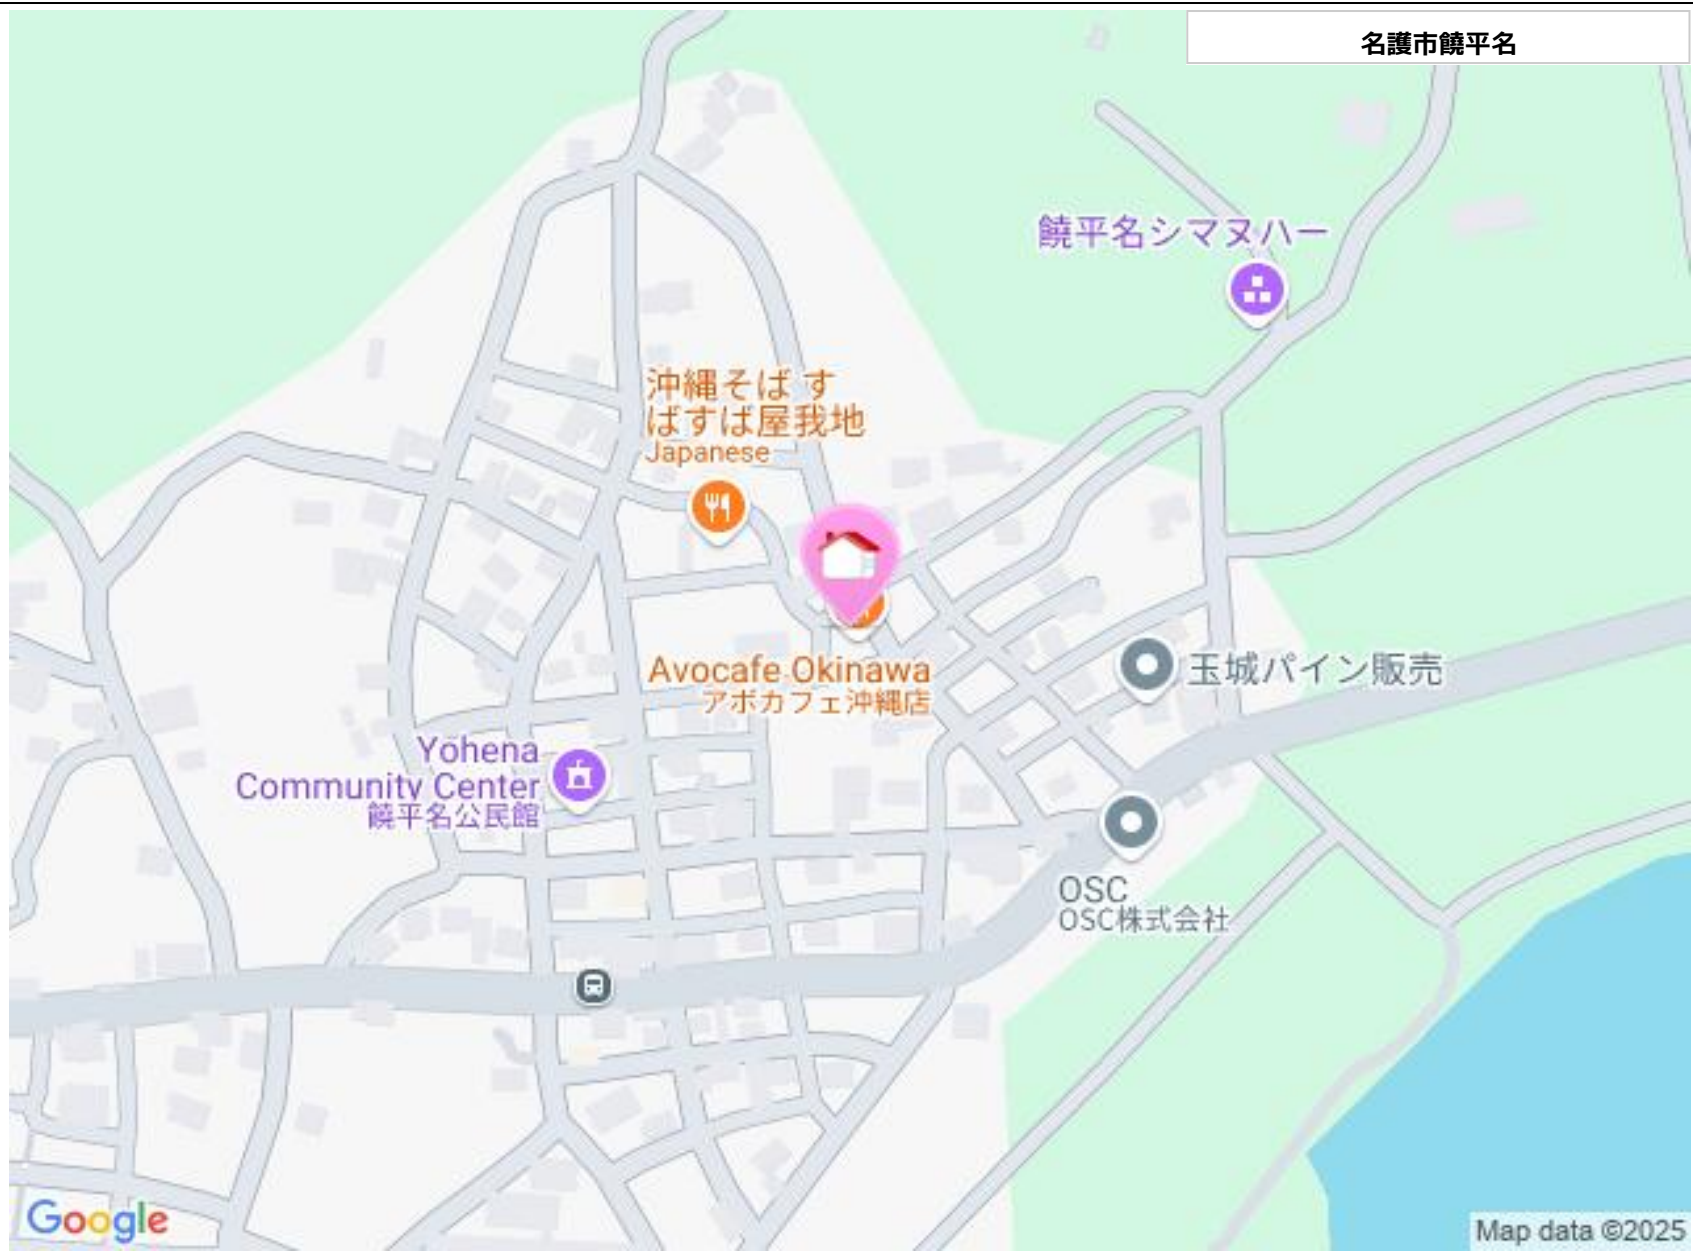 名護市饒平名
饒平名シマヌハー
沖縄そば す
ばすば屋我地
Japanese
Avocafe Okinawa
アボカフェ沖縄店
玉城パイン販売
Yohena
Community Center
饒平名公民館
OSC
OSC株式会社
Google
Map data ©2025